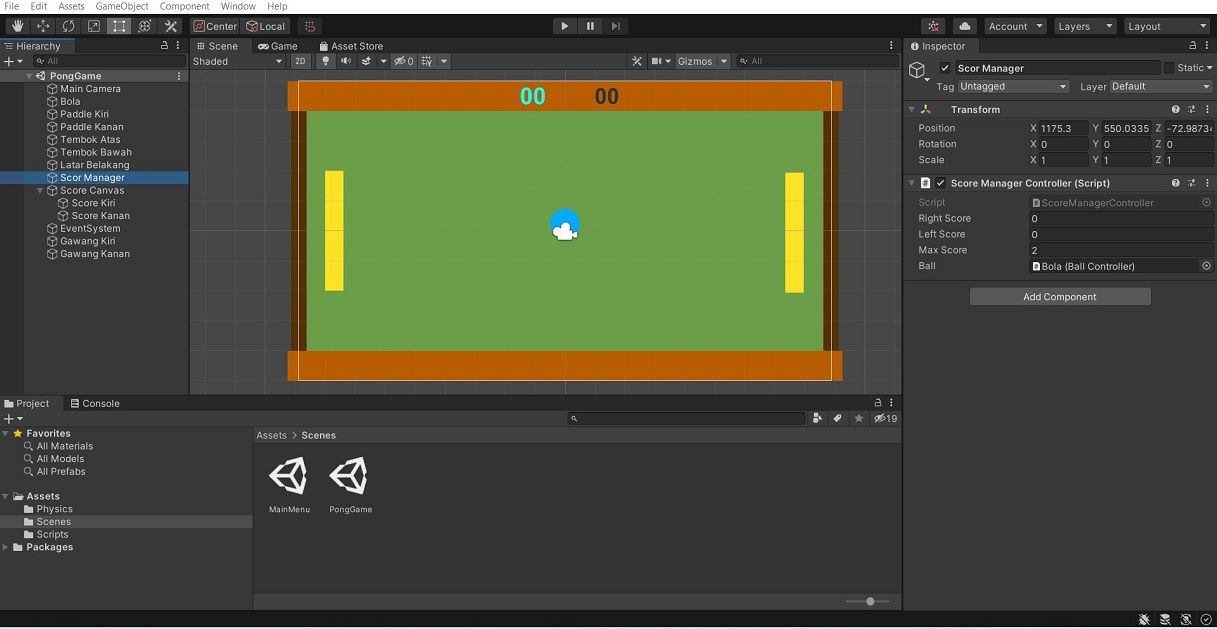 File Edit Assets GameObject Component Window Help
Center Local Account Layers Layout
Hierarchy
All
PongGame
Main Camera
Bola
Paddle Kiri
Paddle Kanan
Tembok Atas
Tembok Bawah
Latar Belakang
Scor Manager
Score Canvas
Score Kiri
Score Kanan
EventSystem
Gawang Kiri
Gawang Kanan
Scene Game Asset Store
Shaded 2D 0 Gizmos All
00 00
Inspector
Scor Manager Static
Tag Untagged Layer Default
Transform
Position X 1175.3 Y 550.0335 Z -72.9873
Rotation X 0 Y 0 Z 0
Scale X 1 Y 1 Z 1
Score Manager Controller (Script)
Script ScoreManagerController
Right Score 0
Left Score 0
Max Score 2
Ball Bola (Ball Controller)
Add Component
Project Console
19
Favorites
All Materials
All Models
All Prefabs
Assets
Physics
Scenes
Scripts
Packages
Assets > Scenes
MainMenu PongGame